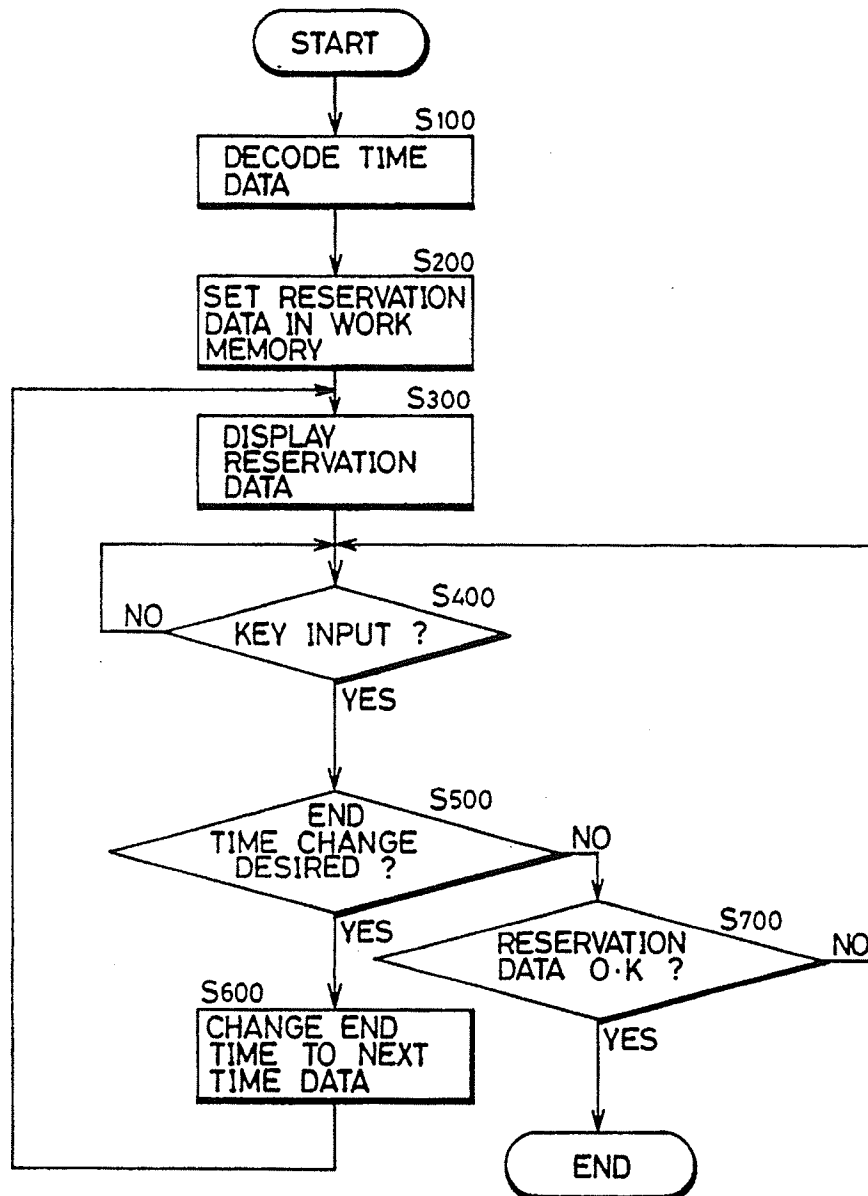 START
S100
DECODE TIME
DATA
S200
SET RESERVATION
DATA IN WORK
MEMORY
S300
DISPLAY
RESERVATION
DATA
S400
NO
KEY INPUT ?
YES
S500
END
TIME CHANGE
DESIRED ?
NO
YES
S700
RESERVATION
DATA O·K ?
NO
YES
S600
CHANGE END
TIME TO NEXT
TIME DATA
END